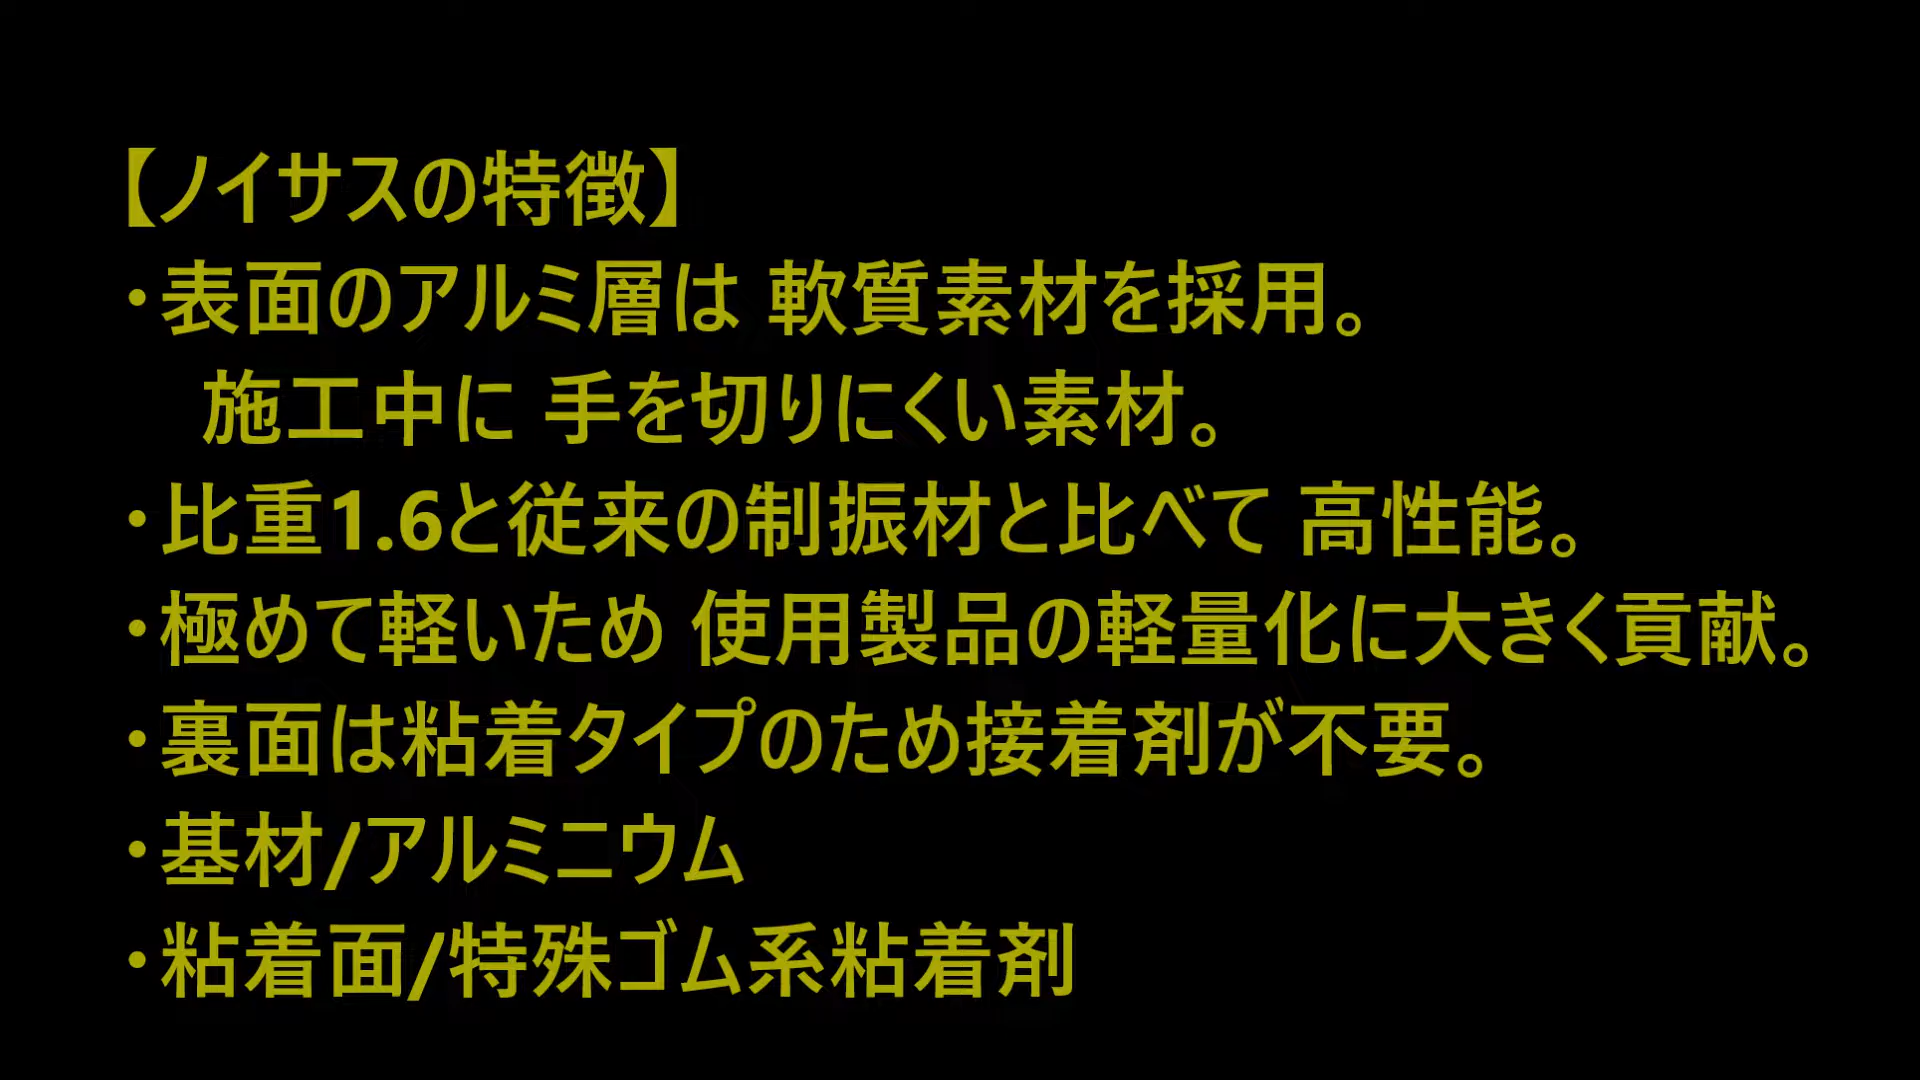 【ノイサスの特徴】
・表面のアルミ層は 軟質素材を採用。
施工中に 手を切りにくい素材。
・比重1.6と従来の制振材と比べて 高性能。
・極めて軽いため 使用製品の軽量化に大きく貢献。
・裏面は粘着タイプのため接着剤が不要。
・基材/アルミニウム
・粘着面/特殊ゴム系粘着剤